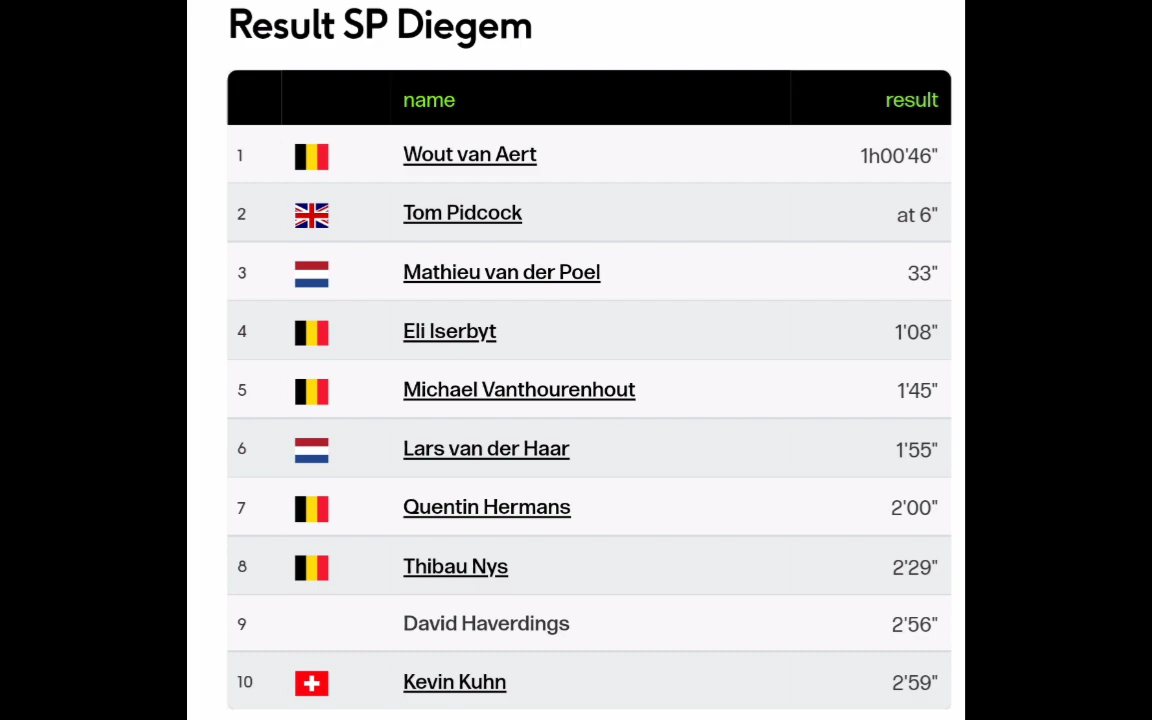 Result SP Diegem
name result
1 Wout van Aert 1h00'46"
2 Tom Pidcock at 6"
3 Mathieu van der Poel 33"
4 Eli Iserbyt 1'08"
5 Michael Vanthourenhout 1'45"
6 Lars van der Haar 1'55"
7 Quentin Hermans 2'00"
8 Thibau Nys 2'29"
9 David Haverdings 2'56"
10 Kevin Kuhn 2'59"